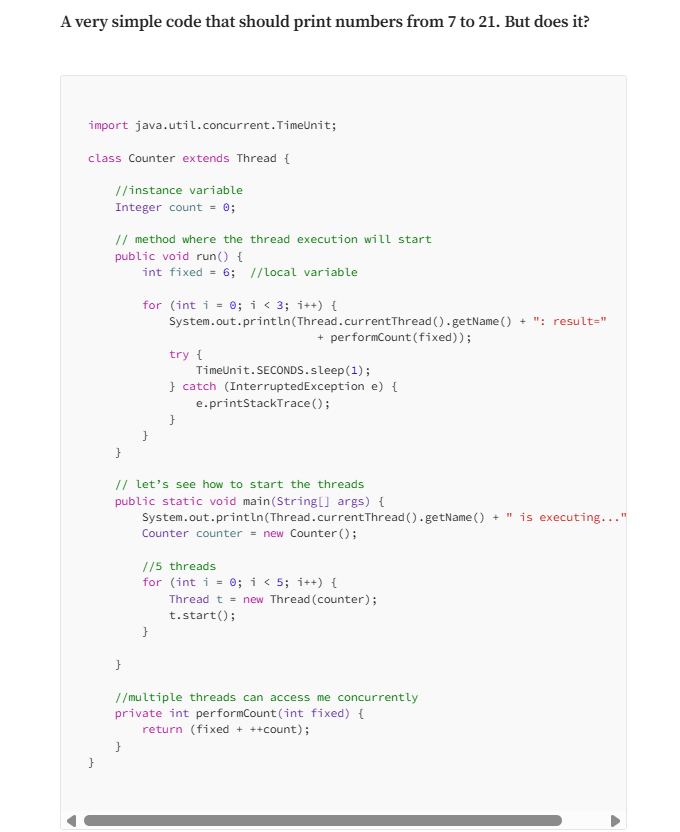 A very simple code that should print numbers from 7 to 21. But does it?
import java.util.concurrent.TimeUnit;
class Counter extends Thread {
//instance variable
Integer count = 0;
// method where the thread execution will start
public void run() {
int fixed = 6;  //local variable
for (int i = 0; i < 3; i++) {
System.out.println(Thread.currentThread().getName() + ": result="
+ performCount(fixed));
try {
TimeUnit.SECONDS.sleep(1);
} catch (InterruptedException e) {
e.printStackTrace();
}
}
}
// let’s see how to start the threads
public static void main(String[] args) {
System.out.println(Thread.currentThread().getName() + " is executing..."
Counter counter = new Counter();
//5 threads
for (int i = 0; i < 5; i++) {
Thread t = new Thread(counter);
t.start();
}
}
//multiple threads can access me concurrently
private int performCount(int fixed) {
return (fixed + ++count);
}
}